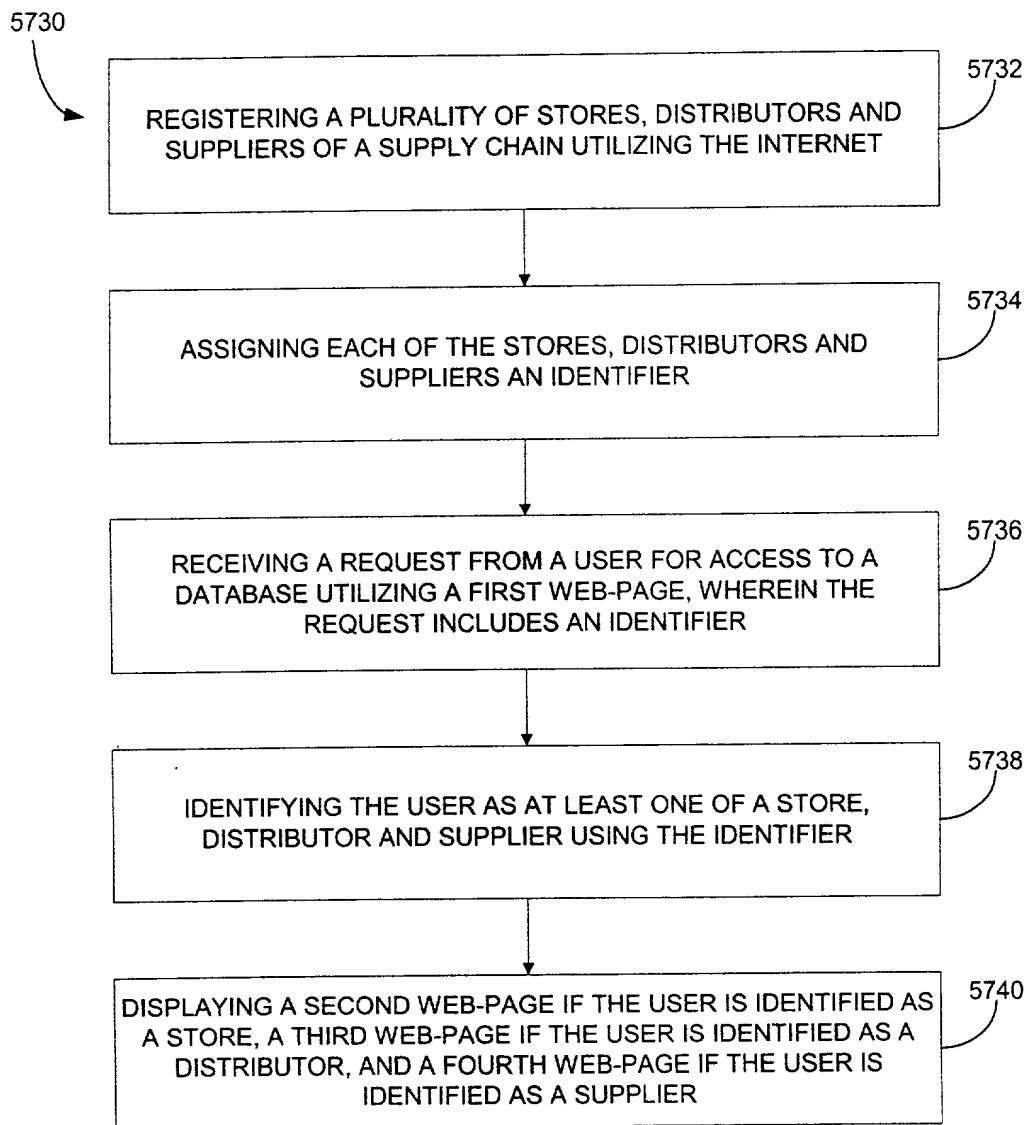 5730
5732
REGISTERING A PLURALITY OF STORES, DISTRIBUTORS AND
SUPPLIERS OF A SUPPLY CHAIN UTILIZING THE INTERNET
5734
ASSIGNING EACH OF THE STORES, DISTRIBUTORS AND
SUPPLIERS AN IDENTIFIER
5736
RECEIVING A REQUEST FROM A USER FOR ACCESS TO A
DATABASE UTILIZING A FIRST WEB-PAGE, WHEREIN THE
REQUEST INCLUDES AN IDENTIFIER
5738
IDENTIFYING THE USER AS AT LEAST ONE OF A STORE,
DISTRIBUTOR AND SUPPLIER USING THE IDENTIFIER
5740
DISPLAYING A SECOND WEB-PAGE IF THE USER IS IDENTIFIED AS
A STORE, A THIRD WEB-PAGE IF THE USER IS IDENTIFIED AS A
DISTRIBUTOR, AND A FOURTH WEB-PAGE IF THE USER IS
IDENTIFIED AS A SUPPLIER